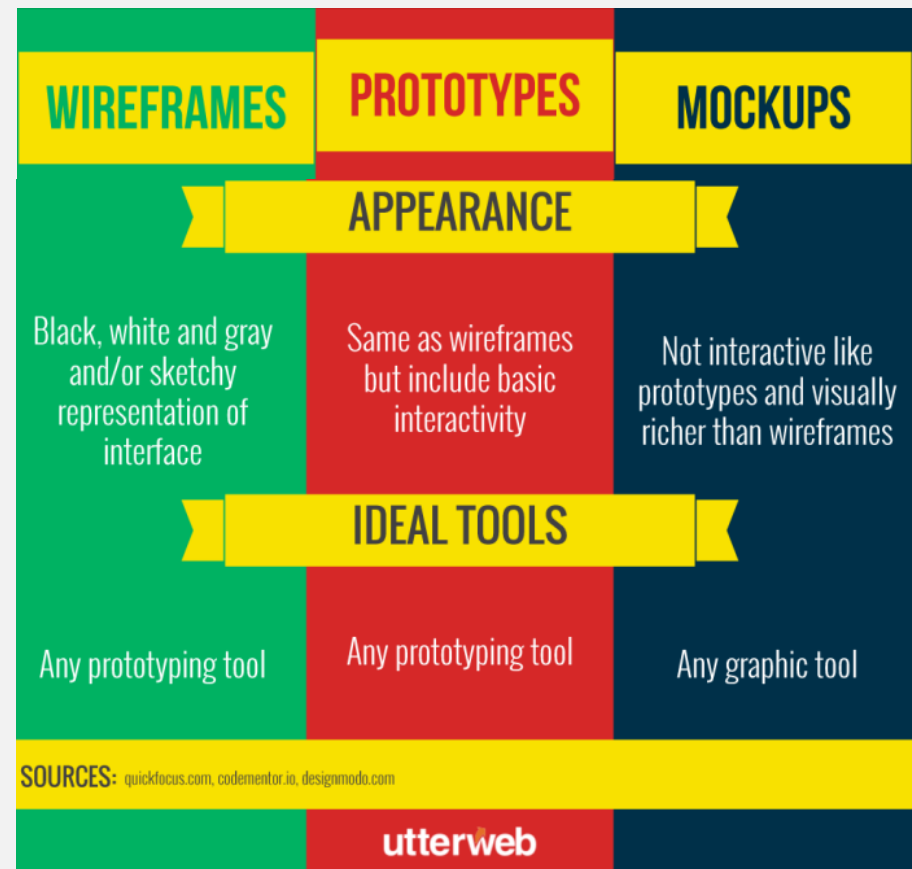 WIREFRAMES
PROTOTYPES
MOCKUPS
APPEARANCE
Black, white and gray
and/or sketchy
representation of
interface
Same as wireframes
but include basic
interactivity
Not interactive like
prototypes and visually
richer than wireframes
IDEAL TOOLS
Any prototyping tool
Any prototyping tool
Any graphic tool
SOURCES: quickfocus.com, codementor.io, designmodo.com
utterweb